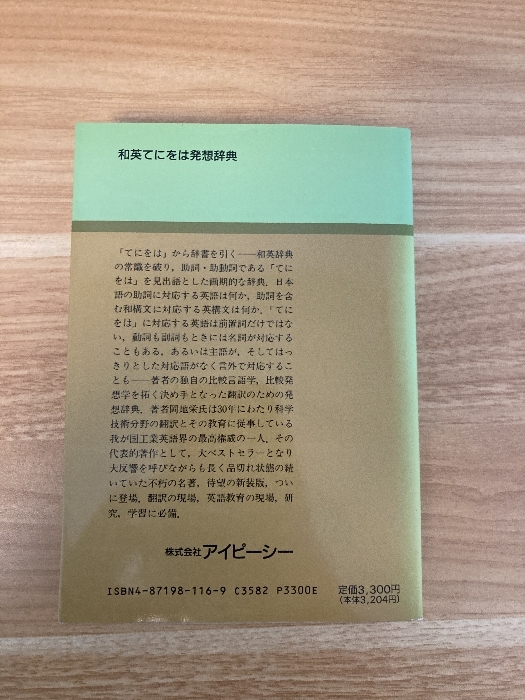 和英てにをは発想辞典
「てにをは」から辞書を引く――和英辞典
の常識を破り，助詞・助動詞である「てに
をは」を見出語とした画期的な辞典．日本
語の助詞に対応する英語は何か，助詞を含
む和構文に対応する英構文は何か．「てに
をは」に対応する英語は前置詞だけではな
い，動詞も副詞もときには名詞が対応する
こともある，あるいは主語が，そしてはっ
きりとした対応語がなく言外で対応するこ
とも――著者の独自の比較言語学，比較発
想学を拓く決め手となった翻訳のための発
想辞典．著者岡地栄氏は30年にわたり科学
技術分野の翻訳とその教育に従事している
我が国工業英語界の最高権威の一人．その
代表的著作として，大ベストセラーとなり
大反響を呼びながらも長く品切れ状態の続
いていた不朽の名著，待望の新装版，つい
に登場．翻訳の現場，英語教育の現場，研
究，学習に必備．
株式会社アイピーシー
ISBN4-87198-116-9 C3582 P3300E
定価3,300円
（本体3,204円）